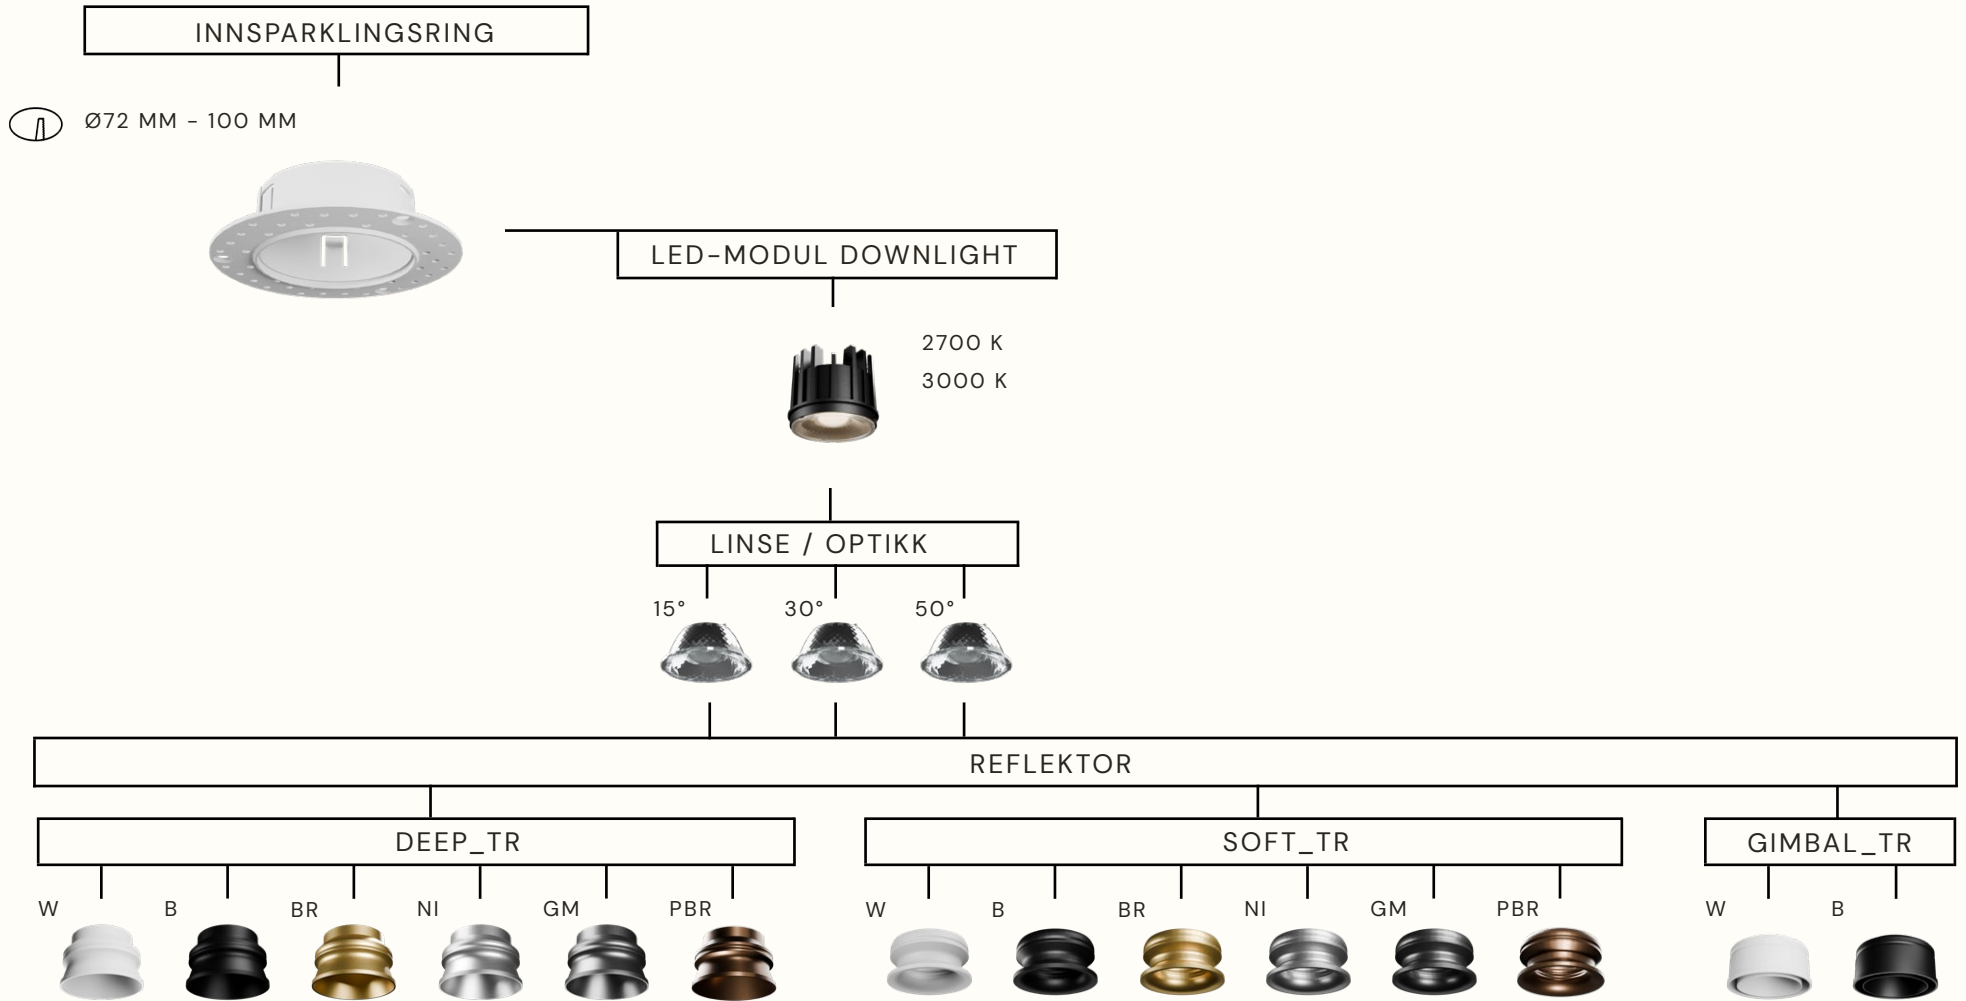 INNSPARKLINGSRING
Ø72 MM - 100 MM
LED-MODUL DOWNLIGHT
2700 K
3000 K
LINSE / OPTIKK
15° 30° 50°
REFLEKTOR
DEEP_TR SOFT_TR GIMBAL_TR
W B BR NI GM PBR W B BR NI GM PBR W B